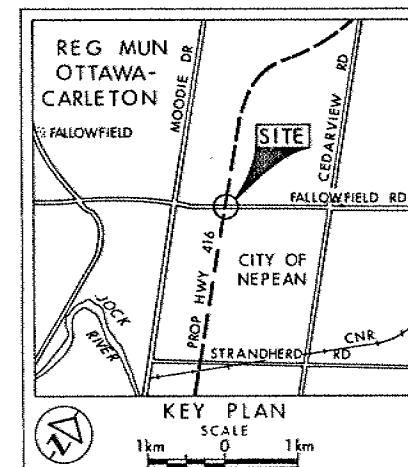 REG MUN
OTTAWA-
CARLETON
MOODIE DR
CEDARVIEW RD
FALLOWFIELD
SITE
FALLOWFIELD RD
PROP HWY 416
CITY OF
NEPEAN
JOCK
RIVER
CNR
STRANDHERD RD
KEY PLAN
SCALE
1km 0 1km
N